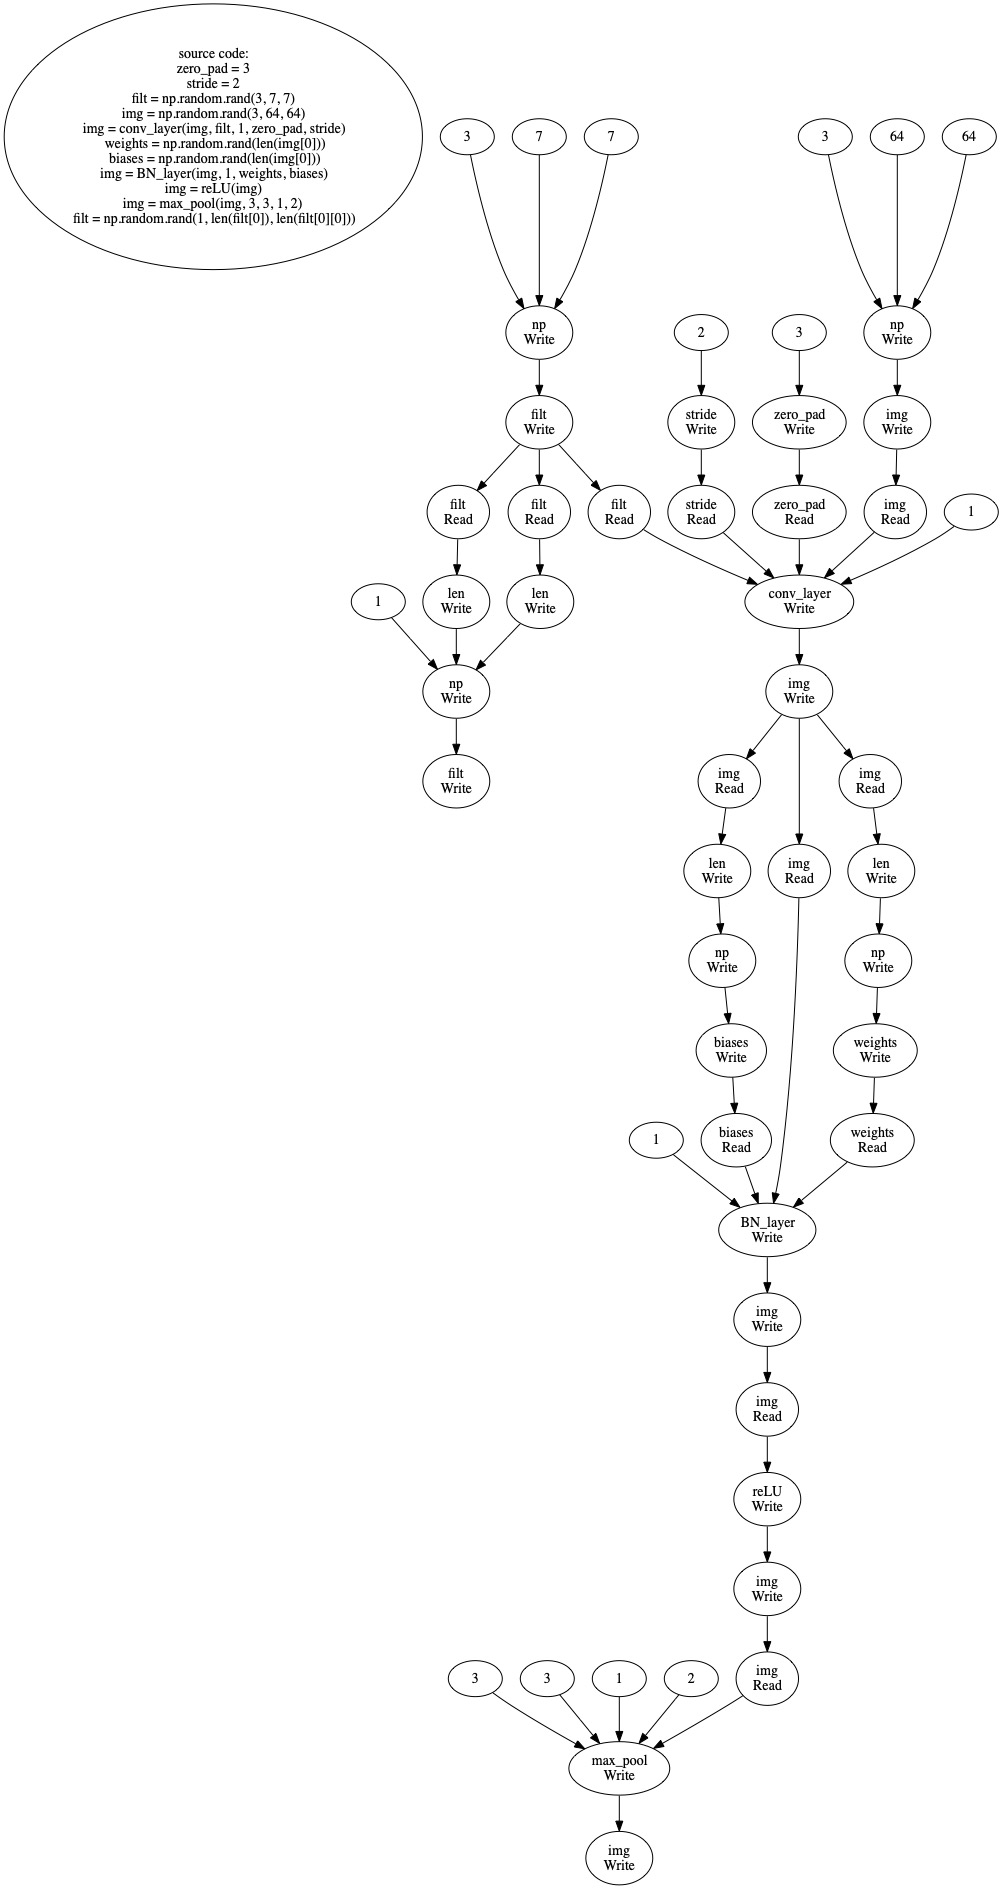 source code:
zero_pad = 3
stride = 2
filt = np.random.rand(3, 7, 7)
img = np.random.rand(3, 64, 64)
img = conv_layer(img, filt, 1, zero_pad, stride)
weights = np.random.rand(len(img[0]))
biases = np.random.rand(len(img[0]))
img = BN_layer(img, 1, weights, biases)
img = reLU(img)
img = max_pool(img, 3, 3, 1, 2)
filt = np.random.rand(1, len(filt[0]), len(filt[0][0]))
3
7
7
3
64
64
np
Write
2
3
np
Write
filt
Write
stride
Write
zero_pad
Write
img
Write
filt
Read
filt
Read
filt
Read
stride
Read
zero_pad
Read
img
Read
1
1
len
Write
len
Write
conv_layer
Write
np
Write
img
Write
filt
Write
img
Read
img
Read
len
Write
img
Read
len
Write
np
Write
np
Write
biases
Write
weights
Write
1
biases
Read
weights
Read
BN_layer
Write
img
Write
img
Read
reLU
Write
img
Write
3
3
1
2
img
Read
max_pool
Write
img
Write